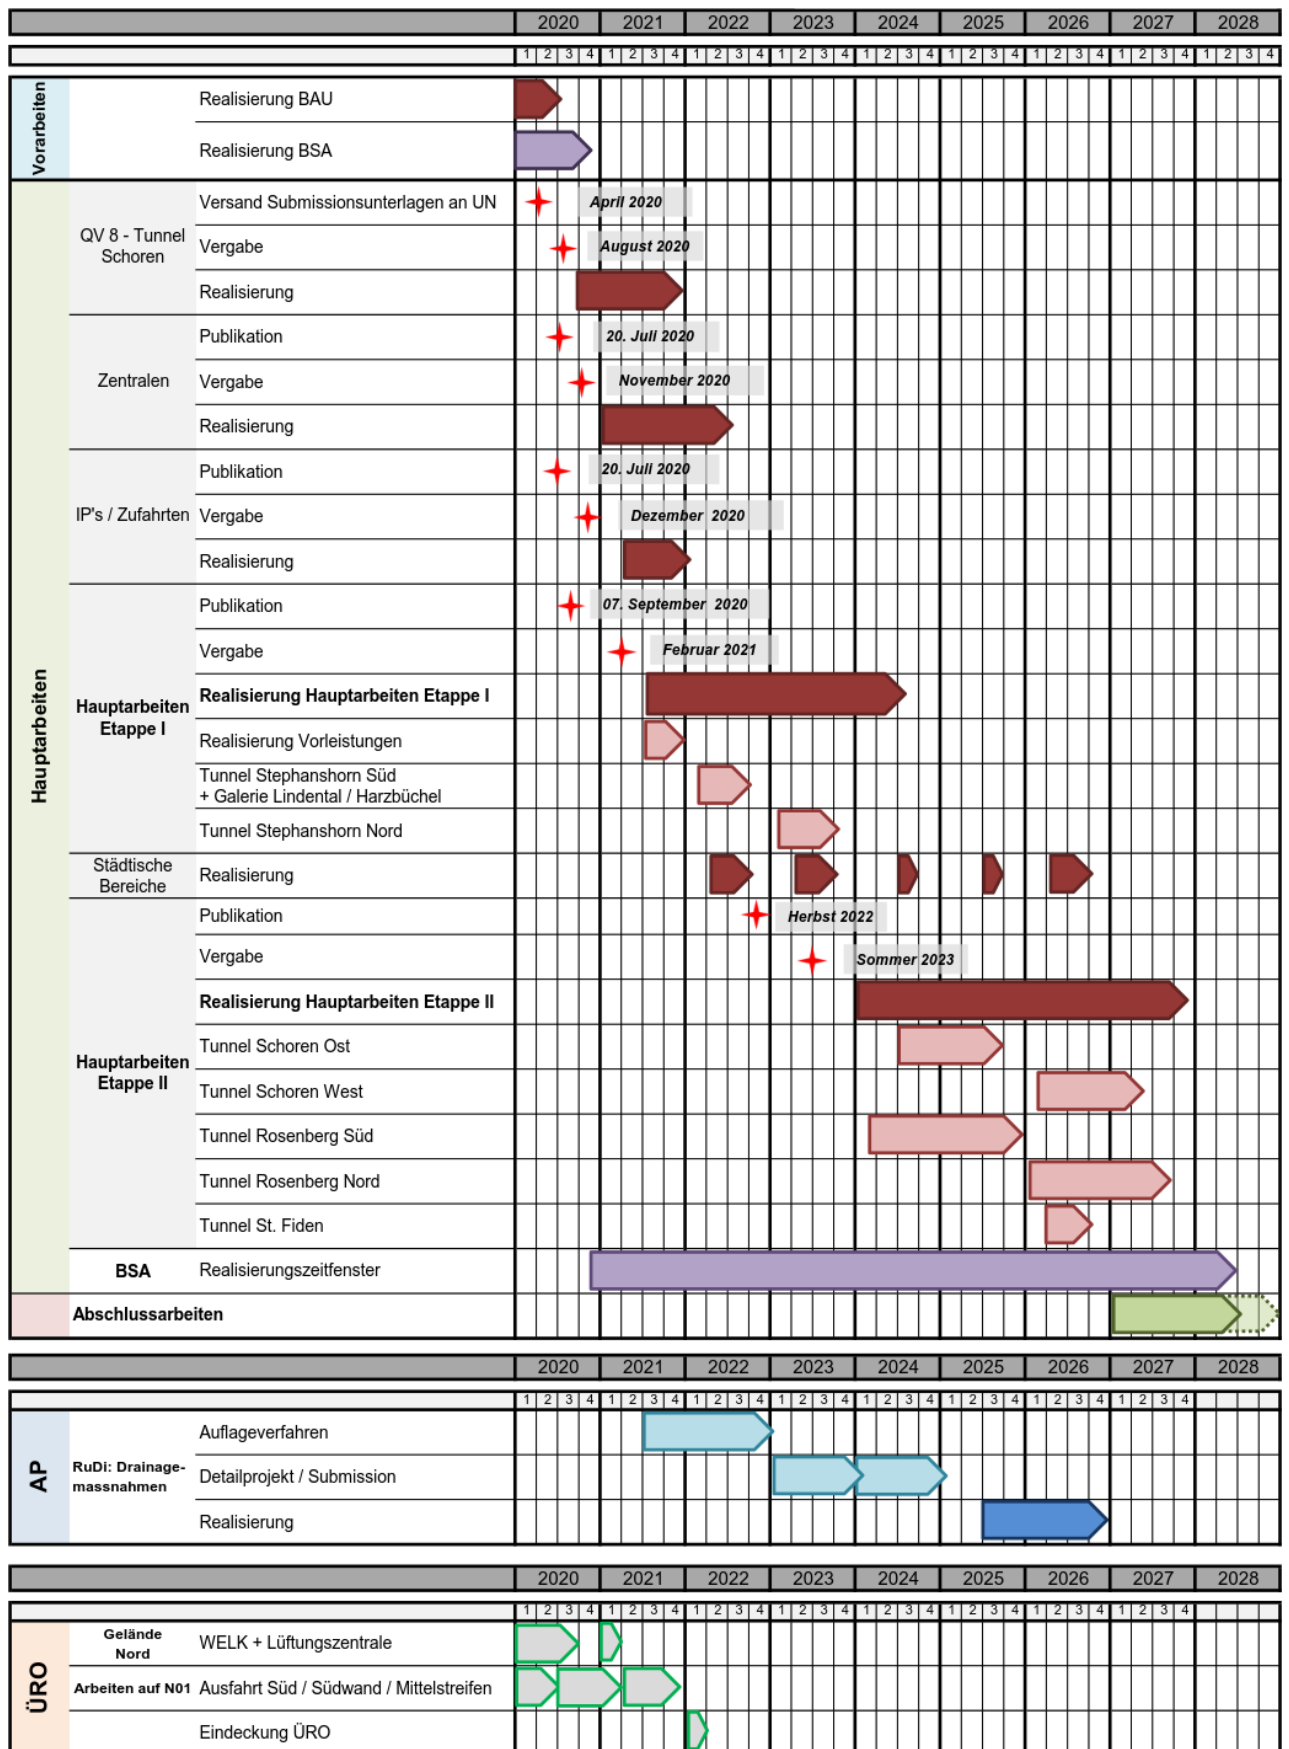 2020 2021 2022 2023 2024 2025 2026 2027 2028
1 2 3 4 1 2 3 4 1 2 3 4 1 2 3 4 1 2 3 4 1 2 3 4 1 2 3 4 1 2 3 4 1 2 3 4
Vorarbeiten
Realisierung BAU
Realisierung BSA
Hauptarbeiten
QV 8 - Tunnel
Schoren
Versand Submissionsunterlagen an UN
April 2020
Vergabe
August 2020
Realisierung
Zentralen
Publikation
20. Juli 2020
Vergabe
November 2020
Realisierung
IP's / Zufahrten
Publikation
20. Juli 2020
Vergabe
Dezember 2020
Realisierung
Hauptarbeiten
Etappe I
Publikation
07. September 2020
Vergabe
Februar 2021
Realisierung Hauptarbeiten Etappe I
Realisierung Vorleistungen
Tunnel Stephanshorn Süd
+ Galerie Lindental / Harzbüchel
Tunnel Stephanshorn Nord
Städtische
Bereiche
Realisierung
Hauptarbeiten
Etappe II
Publikation
Herbst 2022
Vergabe
Sommer 2023
Realisierung Hauptarbeiten Etappe II
Tunnel Schoren Ost
Tunnel Schoren West
Tunnel Rosenberg Süd
Tunnel Rosenberg Nord
Tunnel St. Fiden
BSA
Realisierungszeitfenster
Abschlussarbeiten
2020 2021 2022 2023 2024 2025 2026 2027 2028
1 2 3 4 1 2 3 4 1 2 3 4 1 2 3 4 1 2 3 4 1 2 3 4 1 2 3 4 1 2 3 4
AP
RuDi: Drainage-
massnahmen
Auflageverfahren
Detailprojekt / Submission
Realisierung
2020 2021 2022 2023 2024 2025 2026 2027 2028
1 2 3 4 1 2 3 4 1 2 3 4 1 2 3 4 1 2 3 4 1 2 3 4 1 2 3 4 1 2 3 4
ÜRO
Gelände
Nord
WELK + Lüftungszentrale
Arbeiten auf N01
Ausfahrt Süd / Südwand / Mittelstreifen
Eindeckung ÜRO